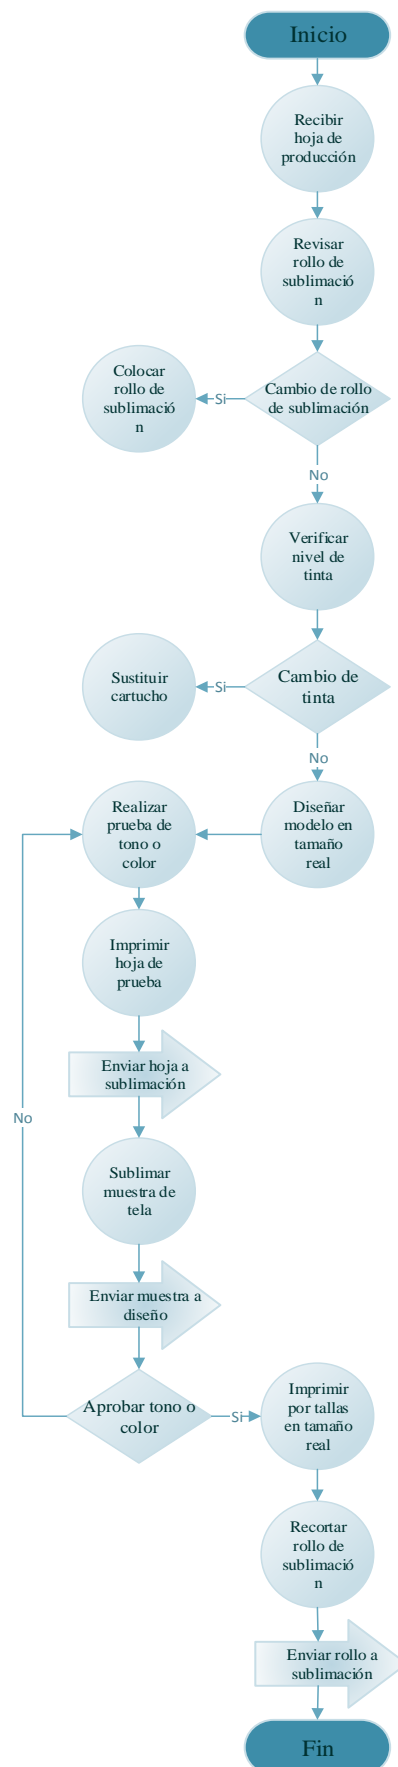 Inicio
Recibir
hoja de
producción
Revisar
rollo de
sublimació
n
Colocar
rollo de
sublimació
n
Si
Cambio de rollo
de sublimación
No
Verificar
nivel de
tinta
Sustituir
cartucho
Si
Cambio de
tinta
No
Realizar
prueba de
tono o
color
Diseñar
modelo en
tamaño
real
Imprimir
hoja de
prueba
Enviar hoja a
sublimación
No
Sublimar
muestra de
tela
Enviar muestra a
diseño
Aprobar tono o
color
Si
Imprimir
por tallas
en tamaño
real
Recortar
rollo de
sublimació
n
Enviar rollo a
sublimación
Fin